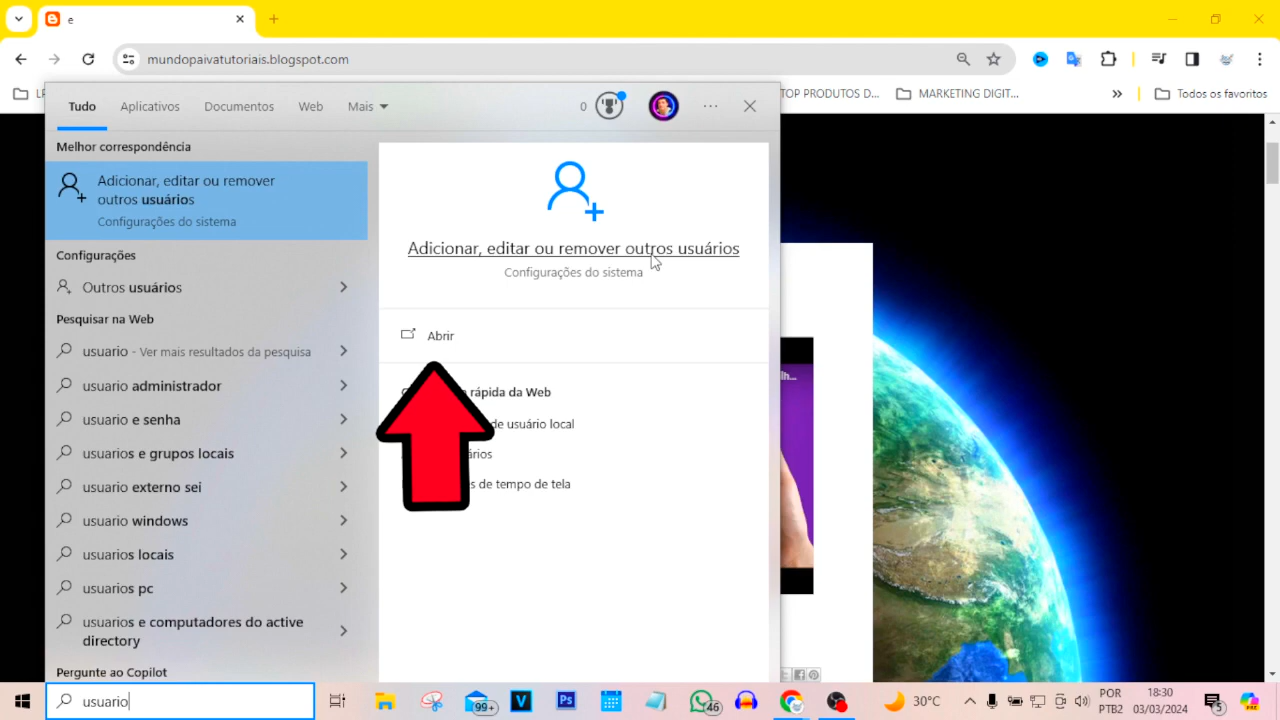 e
mundopaivatutoriais.blogspot.com
TOP PRODUTOS D...
MARKETING DIGIT...
Todos os favoritos
Tudo
Aplicativos
Documentos
Web
Mais
0
Melhor correspondência
Adicionar, editar ou remover
outros usuários
Configurações do sistema
Configurações
Outros usuários
Pesquisar na Web
usuario - Ver mais resultados da pesquisa
usuario administrador
usuario e senha
usuarios e grupos locais
usuario externo sei
usuario windows
usuarios locais
usuarios pc
usuarios e computadores do active
directory
Pergunte ao Copilot
usuario
Adicionar, editar ou remover outros usuários
Configurações do sistema
Abrir
rápida da Web
de usuário local
de tempo de tela
99+
46
30°C
POR
PTB2
18:30
03/03/2024
5
PRE